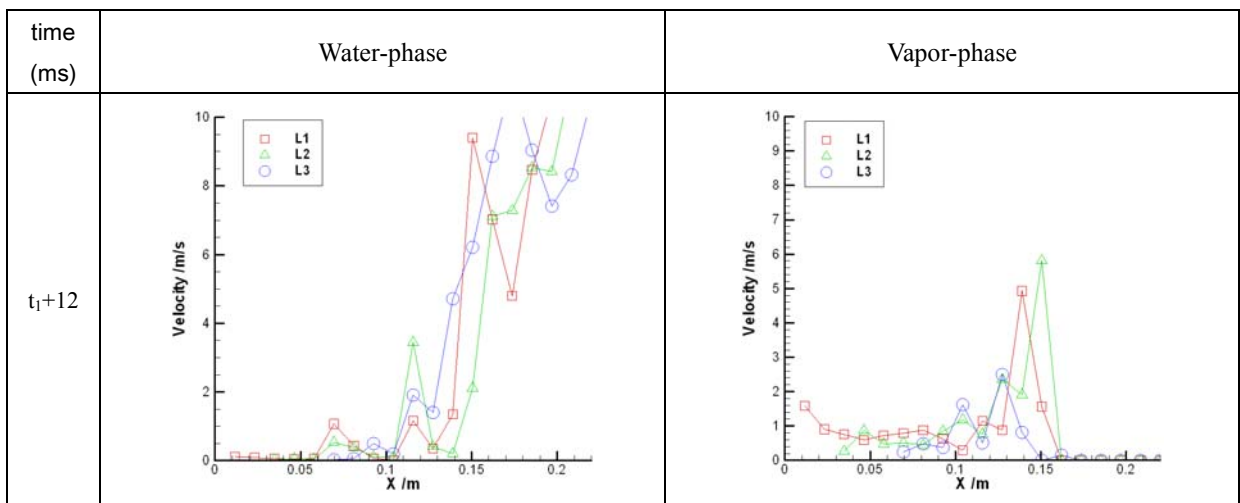 time
(ms)
Water-phase
Vapor-phase
t₁+12
10
8
6
4
2
0
Velocity /m/s
L1
L2
L3
0
0.05
0.1
0.15
0.2
X /m
10
9
8
7
6
5
4
3
2
1
0
Velocity /m/s
L1
L2
L3
0
0.05
0.1
0.15
0.2
X /m